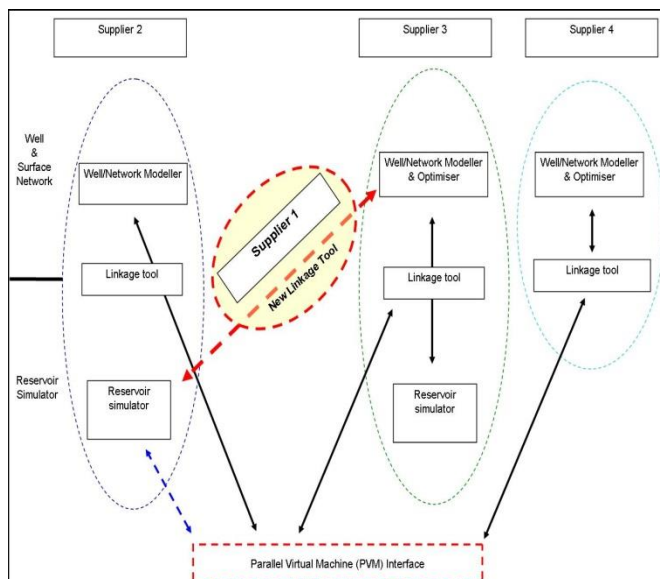 Supplier 2
Supplier 3
Supplier 4
Well
&
Surface
Network
Well/Network Modeller
Supplier 1
New Linkage Tool
Well/Network Modeller
& Optimiser
Well/Network Modeller
& Optimiser
Linkage tool
Linkage tool
Linkage tool
Reservoir
Simulator
Reservoir
simulator
Reservoir
simulator
Parallel Virtual Machine (PVM) Interface